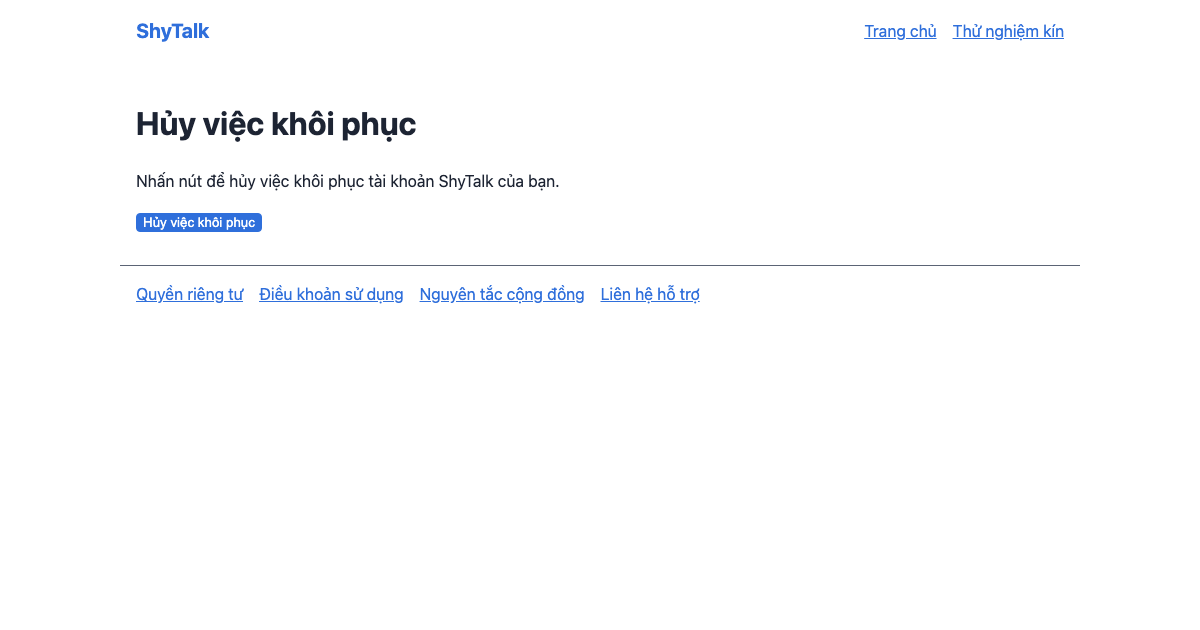 ShyTalk
Trang chủ Thử nghiệm kín
Hủy việc khôi phục
Nhấn nút để hủy việc khôi phục tài khoản ShyTalk của bạn.
Hủy việc khôi phục
Quyền riêng tư Điều khoản sử dụng Nguyên tắc cộng đồng Liên hệ hỗ trợ